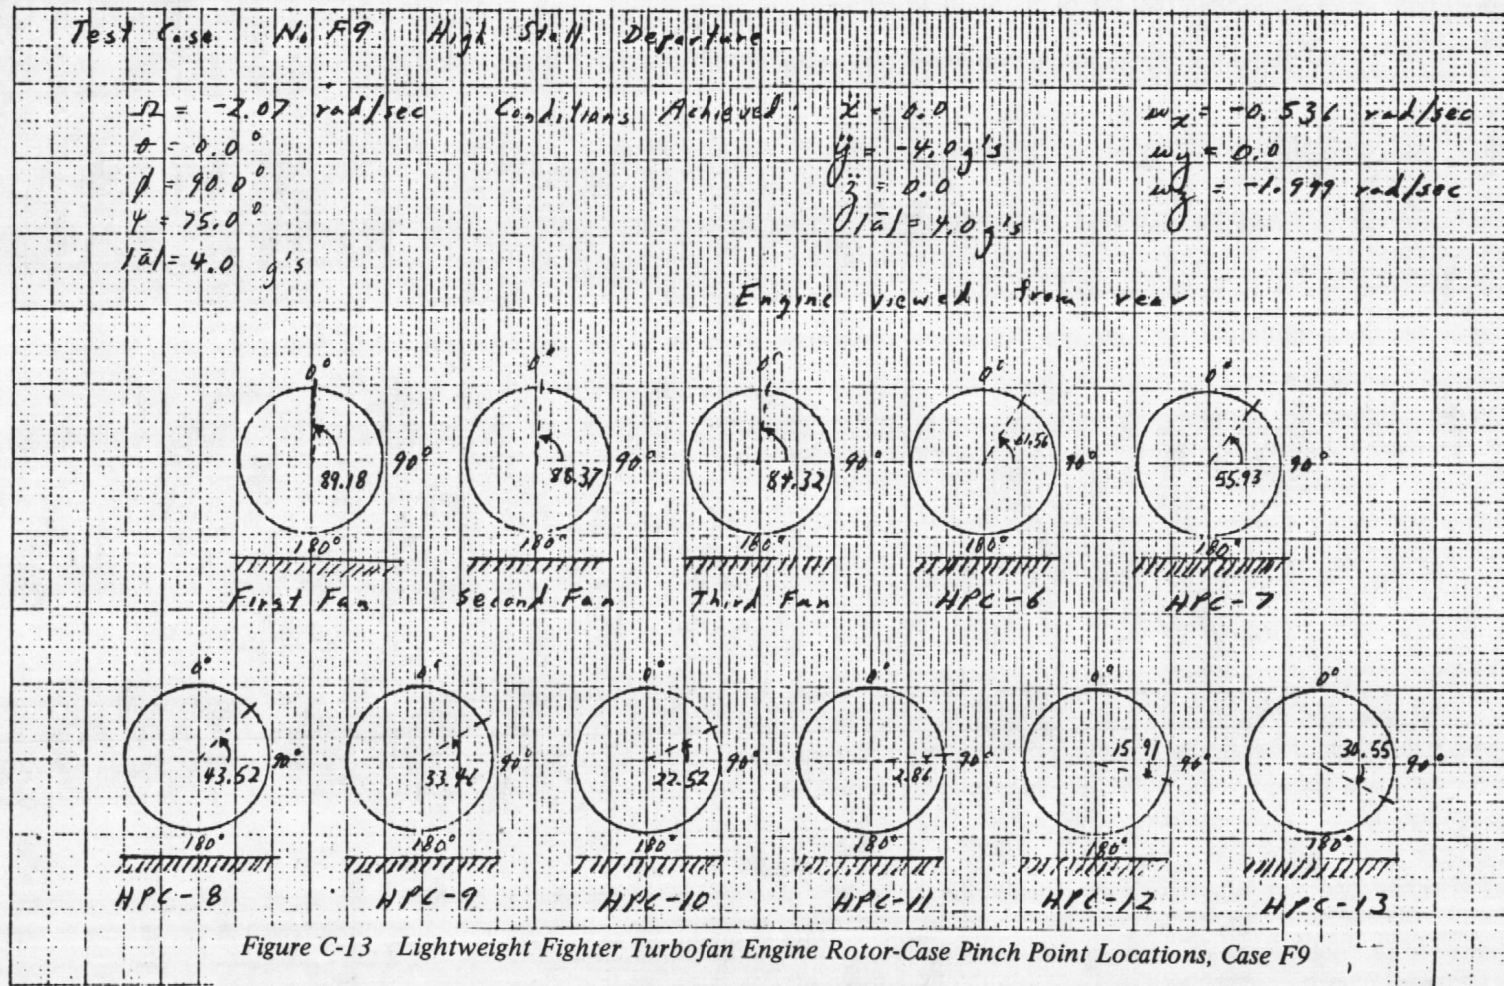 Test Case No F9 High Stall Departure
Ω = -2.07 rad/sec Conditions Achieved: ẍ = 0.0 ωx = -0.536 rad/sec
θ = 0.0° ÿ = -4.0 g's ωy = 0.0
ϕ = 90.0° z̈ = 0.0 ωz = -1.999 rad/sec
ψ = 75.0° |ā| = 4.0 g's
|ā| = 4.0 g's
Engine viewed from rear
0° 0° 0° 0° 0°
89.18 90° 88.37 90° 84.32 90° 61.56 90° 55.93 90°
180° 180° 180° 180° 180°
First Fan Second Fan Third Fan HPC-6 HPC-7
0° 0° 0° 0° 0° 0°
43.52 90° 33.46 90° 22.52 90° 2.86 90° 15.91 90° 30.55 90°
180° 180° 180° 180° 180° 180°
HPC-8 HPC-9 HPC-10 HPC-11 HPC-12 HPC-13
Figure C-13 Lightweight Fighter Turbofan Engine Rotor-Case Pinch Point Locations, Case F9